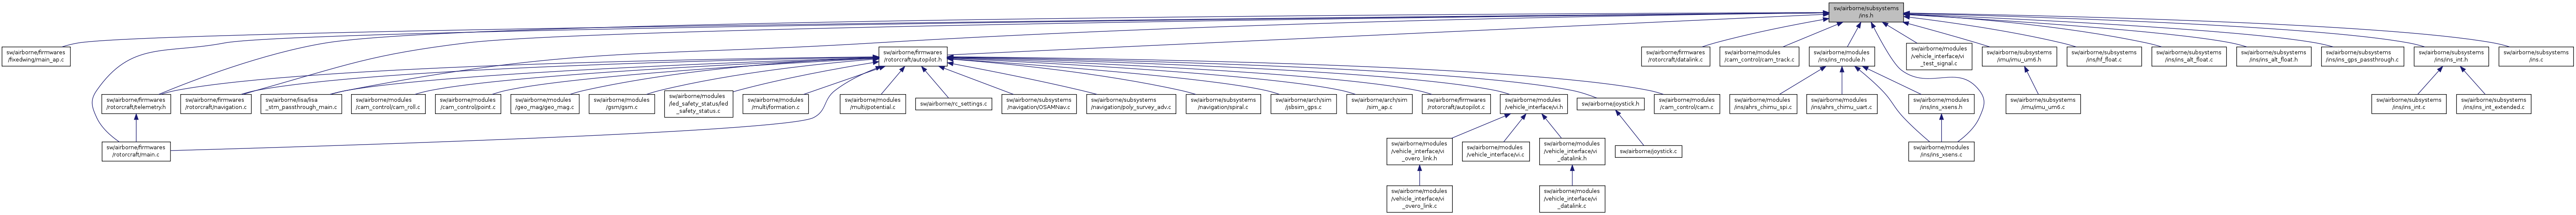 sw/airborne/subsystems
/ins.h
sw/airborne/firmwares
/fixedwing/main_ap.c
sw/airborne/firmwares
/rotorcraft/autopilot.h
sw/airborne/firmwares
/rotorcraft/datalink.c
sw/airborne/modules
/cam_control/cam_track.c
sw/airborne/modules
/ins/ins_module.h
sw/airborne/modules
/vehicle_interface/vi
_test_signal.c
sw/airborne/subsystems
/imu/imu_um6.h
sw/airborne/subsystems
/ins/hf_float.c
sw/airborne/subsystems
/ins/ins_alt_float.c
sw/airborne/subsystems
/ins/ins_alt_float.h
sw/airborne/subsystems
/ins/ins_gps_passthrough.c
sw/airborne/subsystems
/ins/ins_int.h
sw/airborne/subsystems
/ins.c
sw/airborne/firmwares
/rotorcraft/telemetry.h
sw/airborne/firmwares
/rotorcraft/navigation.c
sw/airborne/lisa/lisa
_stm_passthrough_main.c
sw/airborne/modules
/cam_control/cam_roll.c
sw/airborne/modules
/cam_control/point.c
sw/airborne/modules
/geo_mag/geo_mag.c
sw/airborne/modules
/gsm/gsm.c
sw/airborne/modules
/led_safety_status/led
_safety_status.c
sw/airborne/modules
/multi/formation.c
sw/airborne/modules
/multi/potential.c
sw/airborne/rc_settings.c
sw/airborne/subsystems
/navigation/OSAMNav.c
sw/airborne/subsystems
/navigation/poly_survey_adv.c
sw/airborne/subsystems
/navigation/spiral.c
sw/airborne/arch/sim
/jsbsim_gps.c
sw/airborne/arch/sim
/sim_ap.c
sw/airborne/firmwares
/rotorcraft/autopilot.c
sw/airborne/modules
/vehicle_interface/vi.h
sw/airborne/joystick.h
sw/airborne/modules
/cam_control/cam.c
sw/airborne/modules
/ins/ahrs_chimu_spi.c
sw/airborne/modules
/ins/ahrs_chimu_uart.c
sw/airborne/modules
/ins/ins_xsens.h
sw/airborne/subsystems
/imu/imu_um6.c
sw/airborne/subsystems
/ins/ins_int.c
sw/airborne/subsystems
/ins/ins_int_extended.c
sw/airborne/firmwares
/rotorcraft/main.c
sw/airborne/modules
/vehicle_interface/vi
_overo_link.h
sw/airborne/modules
/vehicle_interface/vi.c
sw/airborne/modules
/vehicle_interface/vi
_datalink.h
sw/airborne/joystick.c
sw/airborne/modules
/ins/ins_xsens.c
sw/airborne/modules
/vehicle_interface/vi
_overo_link.c
sw/airborne/modules
/vehicle_interface/vi
_datalink.c